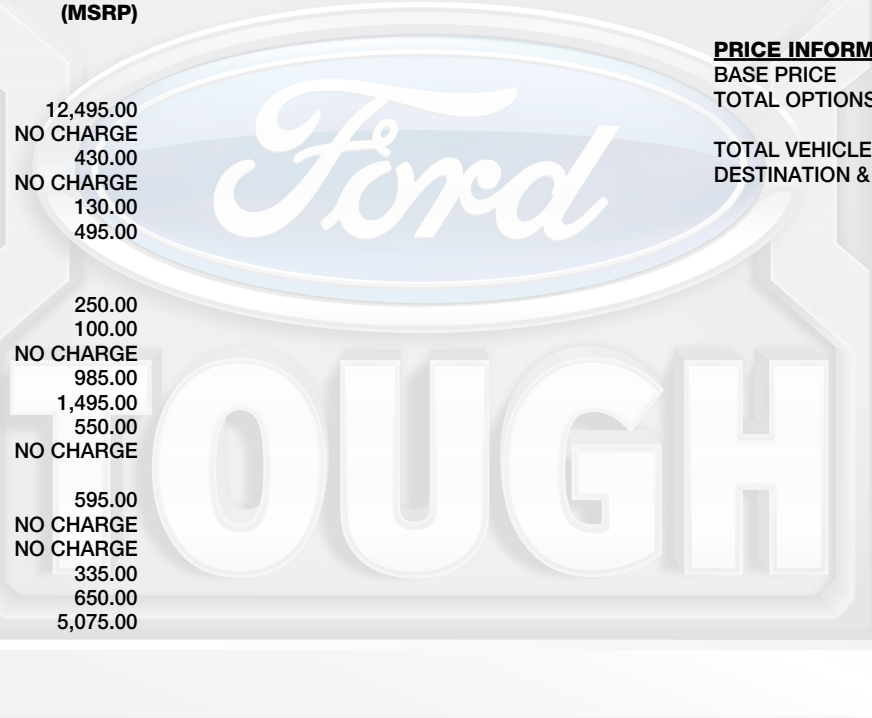 (MSRP)
12,495.00
NO CHARGE
430.00
NO CHARGE
130.00
495.00
250.00
100.00
NO CHARGE
985.00
1,495.00
550.00
NO CHARGE
595.00
NO CHARGE
NO CHARGE
335.00
650.00
5,075.00
PRICE INFORM
BASE PRICE
TOTAL OPTIONS
TOTAL VEHICLE
DESTINATION &
Ford
TOUGH